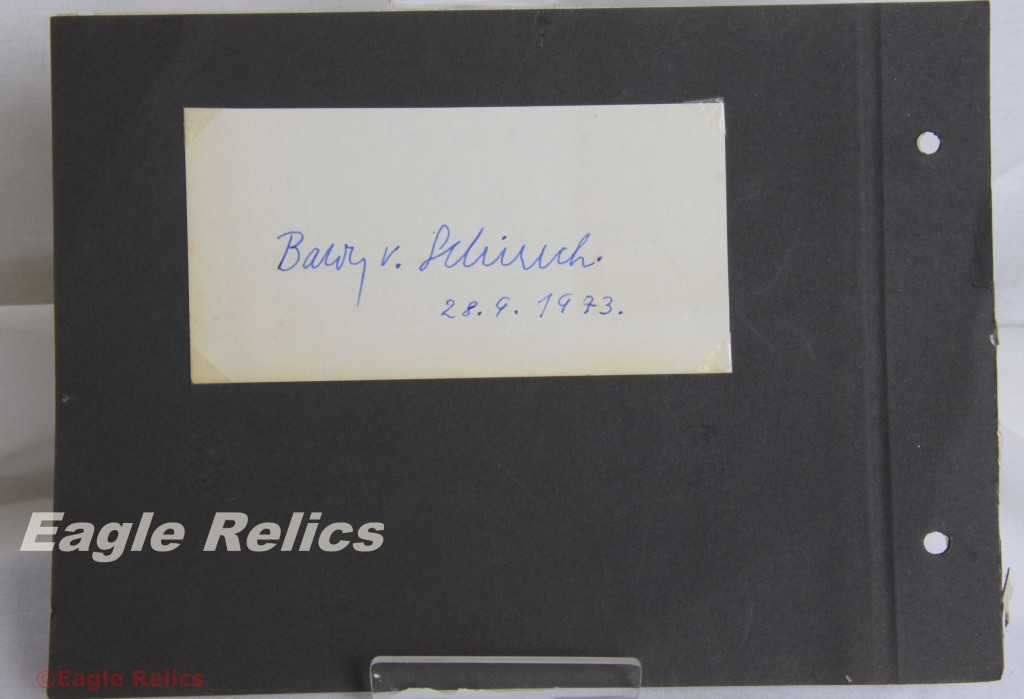 Baldur v. Schirach.
28.9.1973.
Eagle Relics
©Eagle Relics